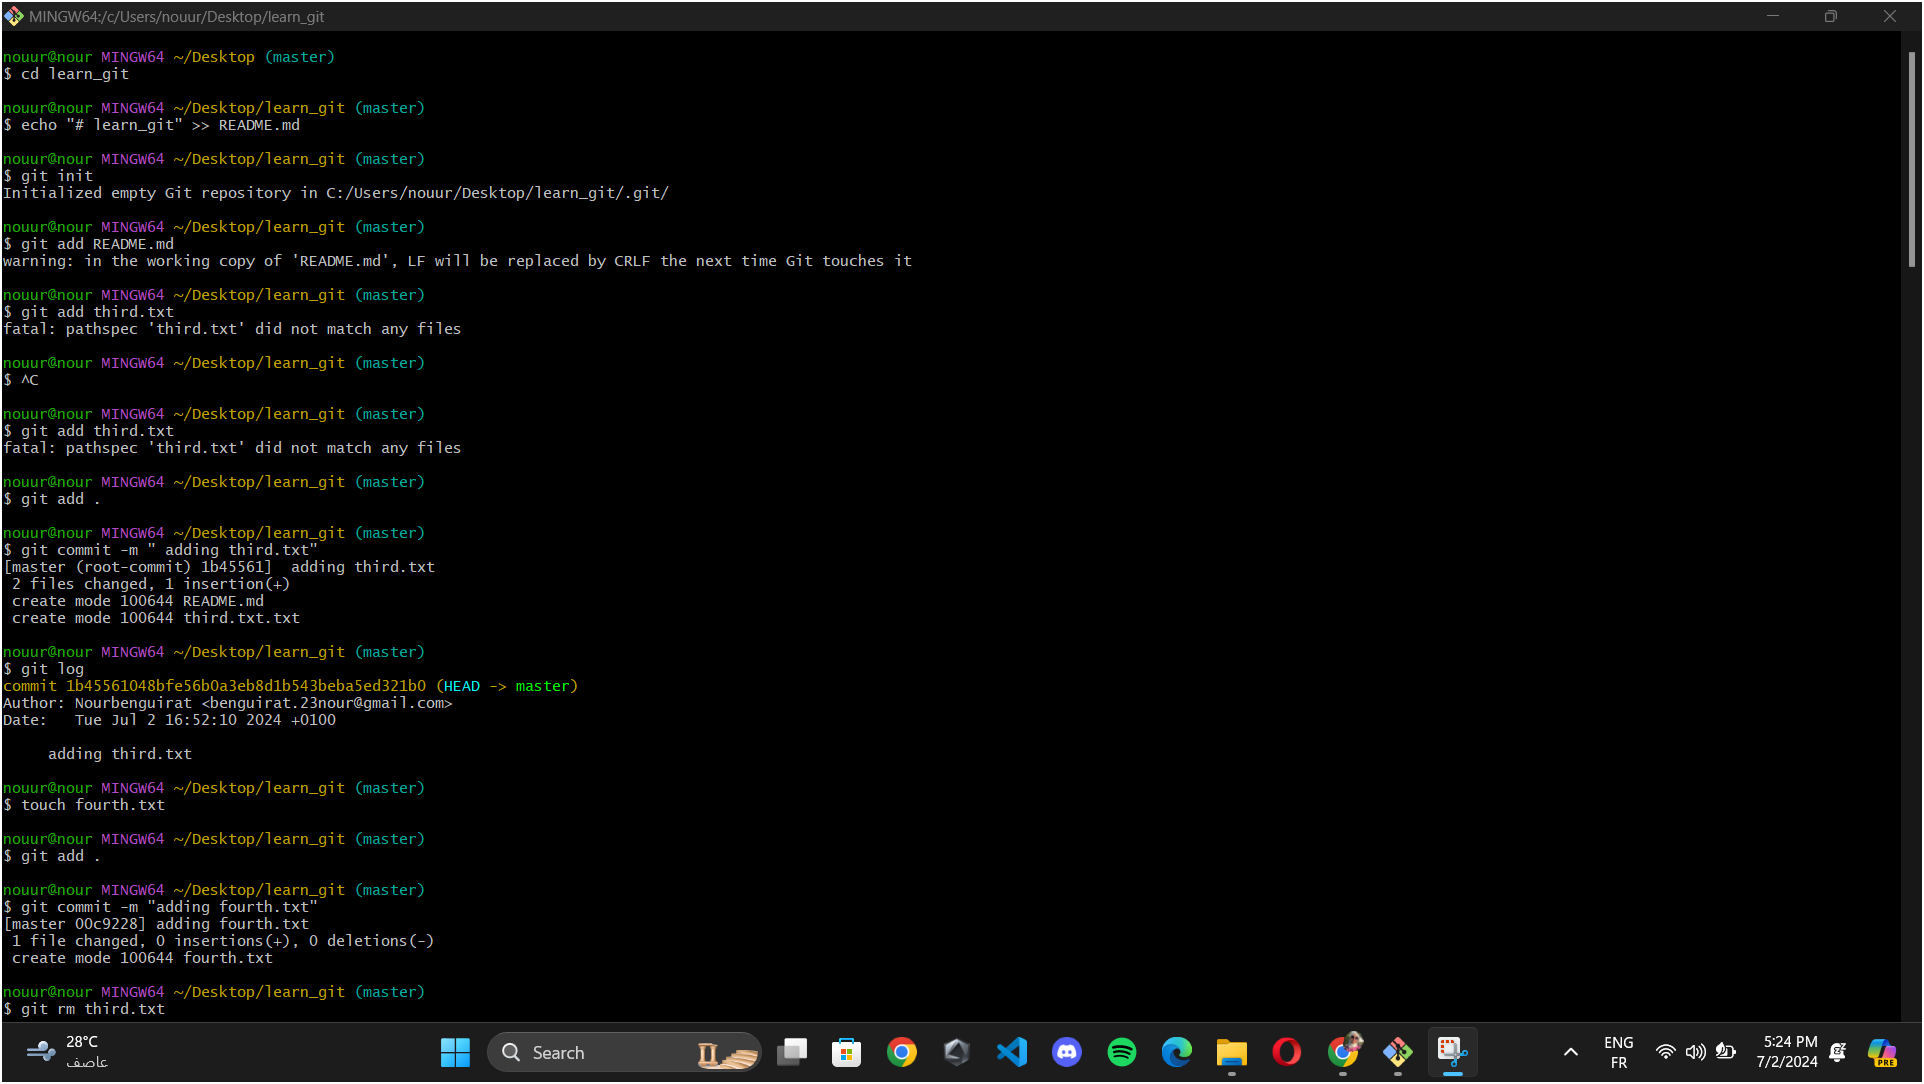 MINGW64:/c/Users/nouur/Desktop/learn_git
nouur@nour MINGW64 ~/Desktop (master)
$ cd learn_git
nouur@nour MINGW64 ~/Desktop/learn_git (master)
$ echo "# learn_git" >> README.md
nouur@nour MINGW64 ~/Desktop/learn_git (master)
$ git init
Initialized empty Git repository in C:/Users/nouur/Desktop/learn_git/.git/
nouur@nour MINGW64 ~/Desktop/learn_git (master)
$ git add README.md
warning: in the working copy of 'README.md', LF will be replaced by CRLF the next time Git touches it
nouur@nour MINGW64 ~/Desktop/learn_git (master)
$ git add third.txt
fatal: pathspec 'third.txt' did not match any files
nouur@nour MINGW64 ~/Desktop/learn_git (master)
$ ^C
nouur@nour MINGW64 ~/Desktop/learn_git (master)
$ git add third.txt
fatal: pathspec 'third.txt' did not match any files
nouur@nour MINGW64 ~/Desktop/learn_git (master)
$ git add .
nouur@nour MINGW64 ~/Desktop/learn_git (master)
$ git commit -m " adding third.txt"
[master (root-commit) 1b45561]  adding third.txt
 2 files changed, 1 insertion(+)
 create mode 100644 README.md
 create mode 100644 third.txt.txt
nouur@nour MINGW64 ~/Desktop/learn_git (master)
$ git log
commit 1b45561048bfe56b0a3eb8d1b543beba5ed321b0 (HEAD -> master)
Author: Nourbenguirat <benguirat.23nour@gmail.com>
Date:   Tue Jul 2 16:52:10 2024 +0100
     adding third.txt
nouur@nour MINGW64 ~/Desktop/learn_git (master)
$ touch fourth.txt
nouur@nour MINGW64 ~/Desktop/learn_git (master)
$ git add .
nouur@nour MINGW64 ~/Desktop/learn_git (master)
$ git commit -m "adding fourth.txt"
[master 00c9228] adding fourth.txt
 1 file changed, 0 insertions(+), 0 deletions(-)
 create mode 100644 fourth.txt
nouur@nour MINGW64 ~/Desktop/learn_git (master)
$ git rm third.txt
28°C
عاصف
Search
ENG
FR
5:24 PM
7/2/2024
PRE